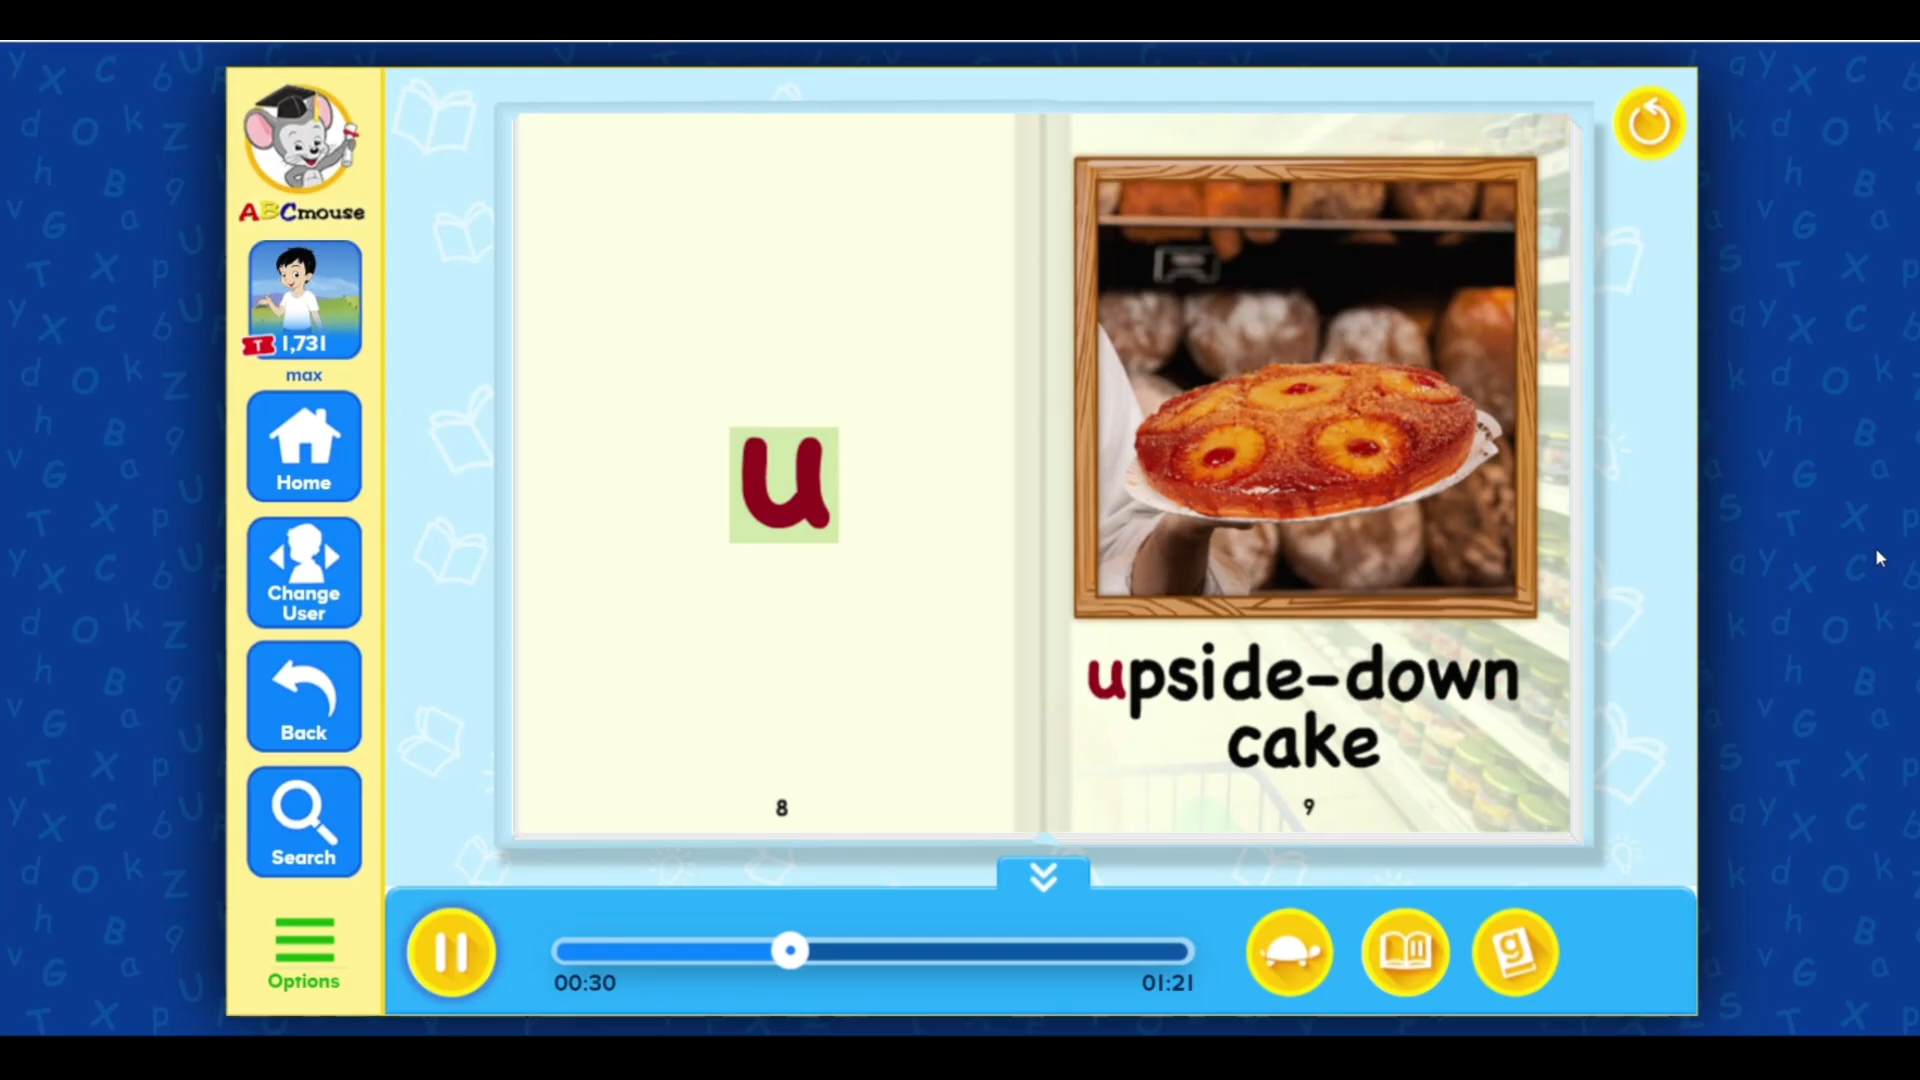 ABCmouse
T 1,731
max
Home
Change
User
Back
Search
Options
u
8
upside-down
cake
9
00:30
01:21
g